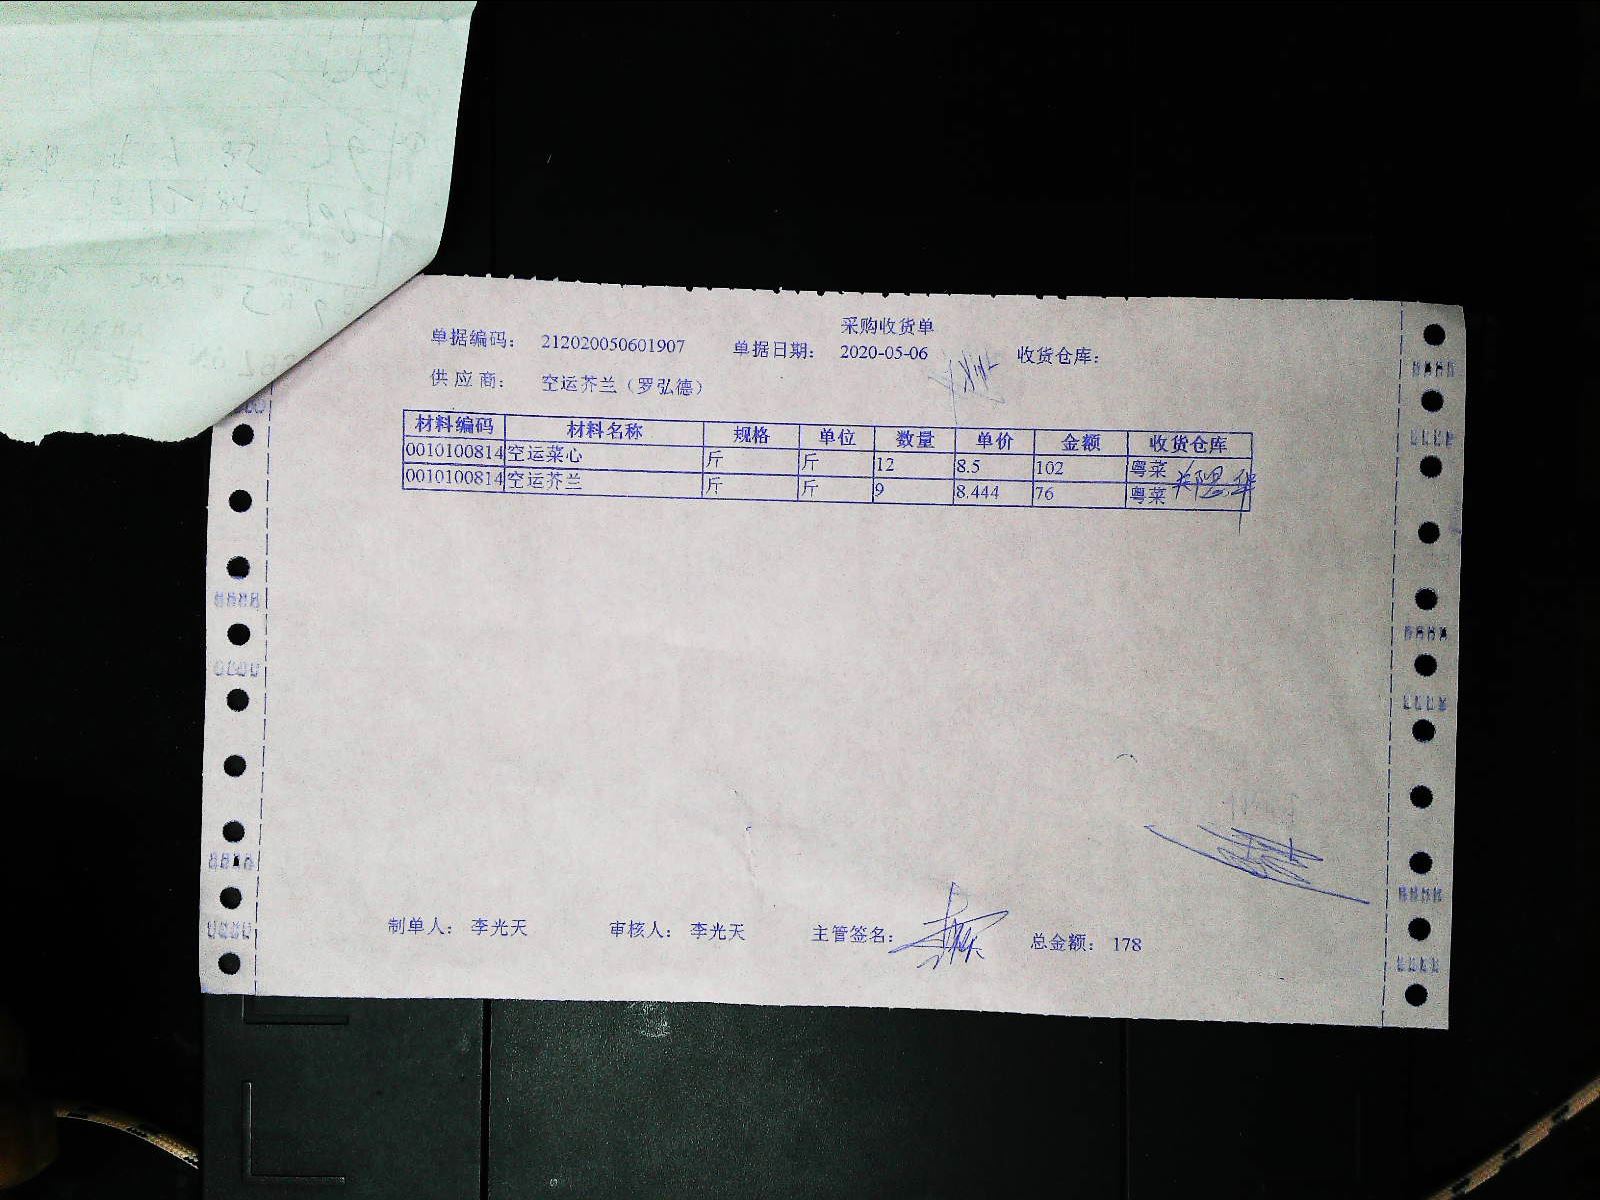 采购收货单
单据编码： 212020050601907 单据日期： 2020-05-06 收货仓库：
供 应 商： 空运芥兰（罗弘德）
材料编码 材料名称 规格 单位 数量 单价 金额 收货仓库
0010100814 空运菜心 斤 斤 12 8.5 102 粤菜
0010100814 空运芥兰 斤 斤 9 8.444 76 粤菜
制单人： 李光天 审核人： 李光天 主管签名： 总金额： 178